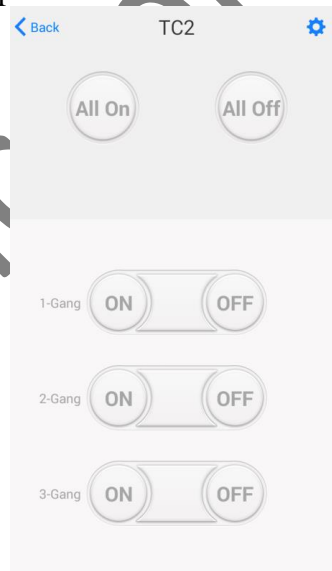 Back TC2
All On All Off
1-Gang ON OFF
2-Gang ON OFF
3-Gang ON OFF